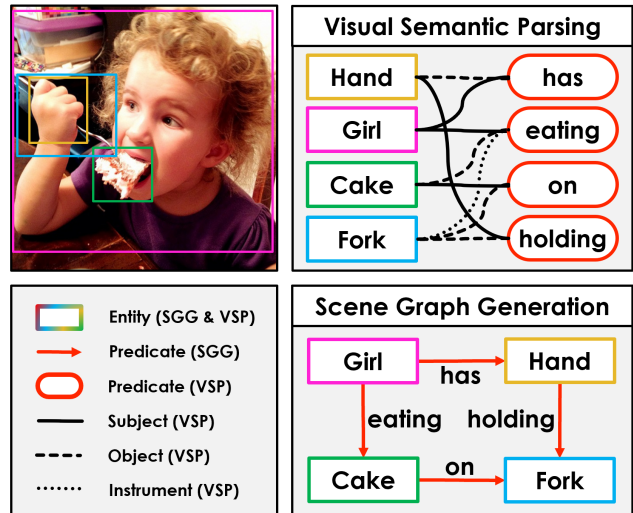 Visual Semantic Parsing
Hand
has
Girl
eating
Cake
on
Fork
holding
Entity (SGG & VSP)
Predicate (SGG)
Predicate (VSP)
Subject (VSP)
Object (VSP)
Instrument (VSP)
Scene Graph Generation
Girl
has
Hand
eating
holding
Cake
on
Fork